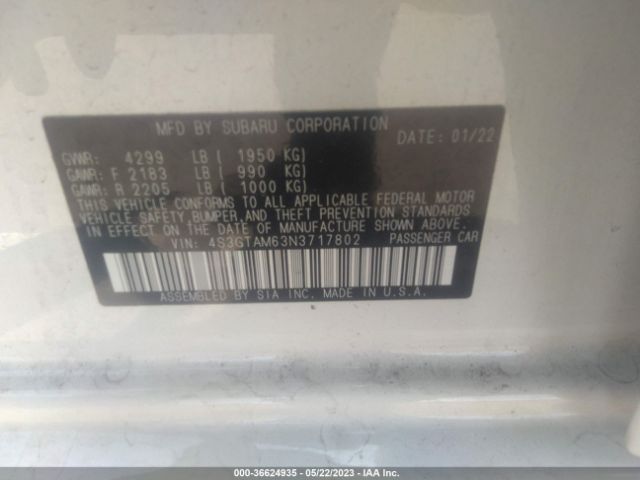 MFD BY SUBARU CORPORATION DATE: 01/22
GVWR: 4299 LB ( 1950 KG)
GAWR: F 2183 LB ( 990 KG)
GAWR: R 2205 LB ( 1000 KG)
THIS VEHICLE CONFORMS TO ALL APPLICABLE FEDERAL MOTOR
VEHICLE SAFETY, BUMPER, AND THEFT PREVENTION STANDARDS
IN EFFECT ON THE DATE OF MANUFACTURE SHOWN ABOVE.
VIN: 4S3GTAM63N3717802 PASSENGER CAR
ASSEMBLED BY SIA INC. MADE IN U.S.A.
000-36624935 - 05/22/2023 - IAA Inc.